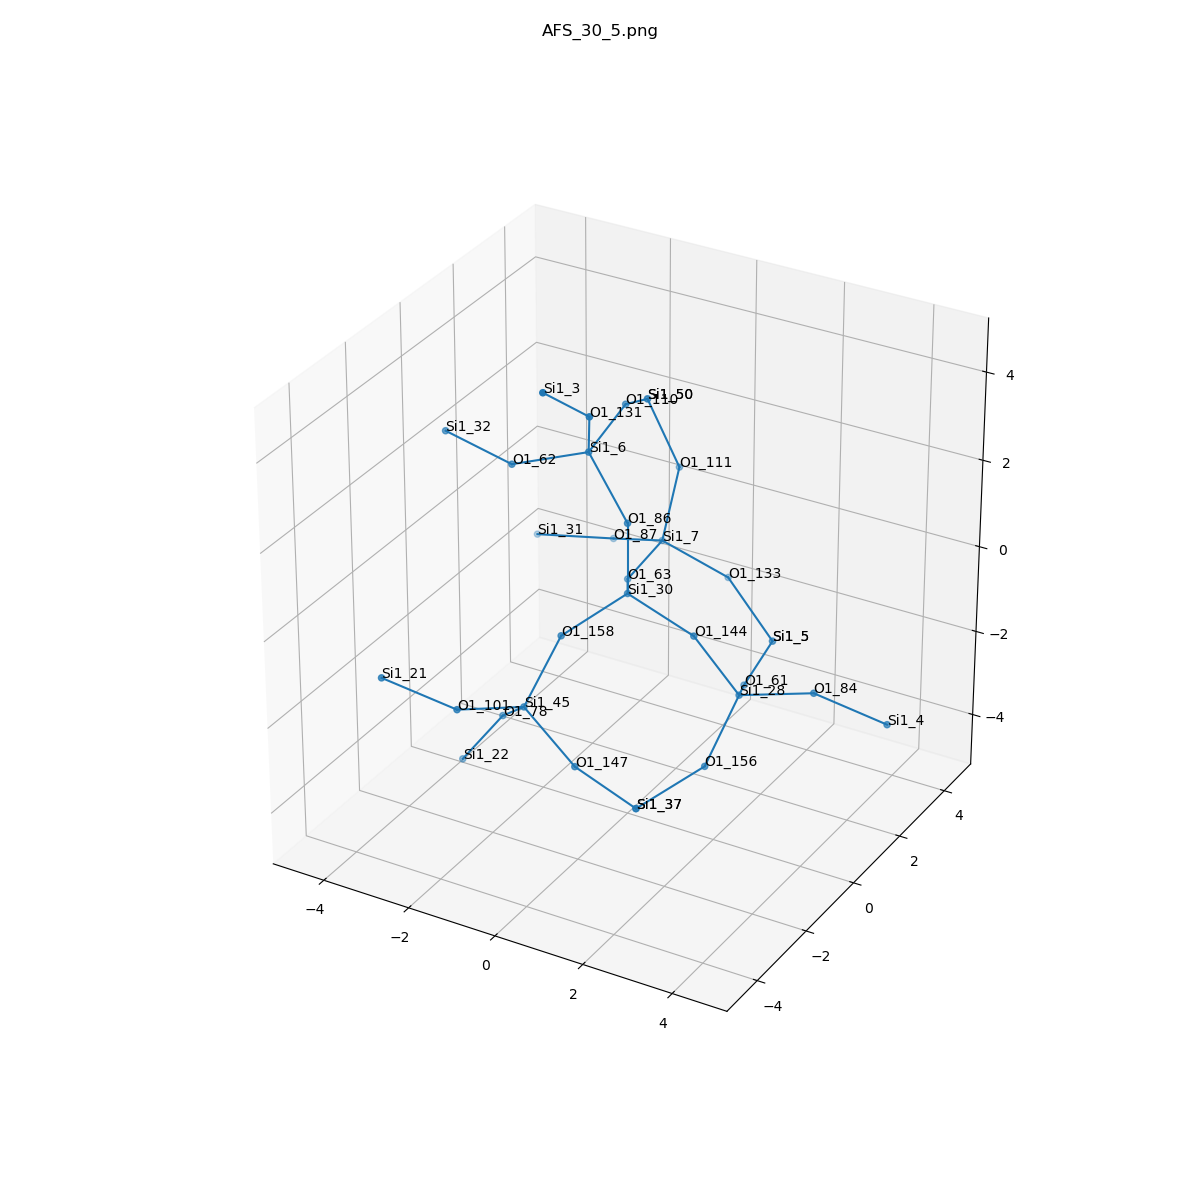 AFS_30_5.png
Si1_3
Si1_50
O1_110
O1_131
Si1_32
Si1_6
O1_62
O1_111
O1_86
Si1_31
O1_87
Si1_7
O1_63
O1_133
Si1_30
O1_158
O1_144
Si1_5
Si1_21
O1_61
Si1_28
O1_84
O1_101
Si1_45
O1_78
Si1_4
Si1_22
O1_147
O1_156
Si1_37
4
2
0
−2
−4
4
2
0
−2
−4
−4
−2
0
2
4